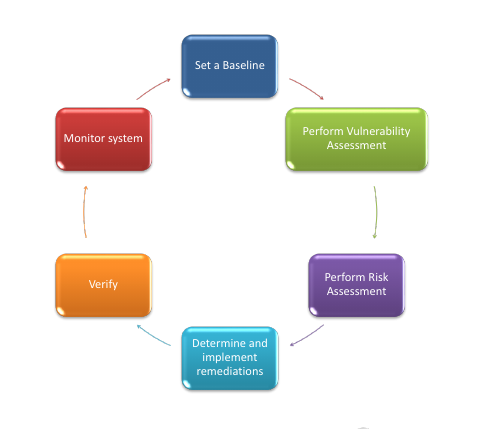 Set a Baseline
Perform Vulnerability
Assessment
Perform Risk
Assessment
Determine and
implement
remediations
Verify
Monitor system